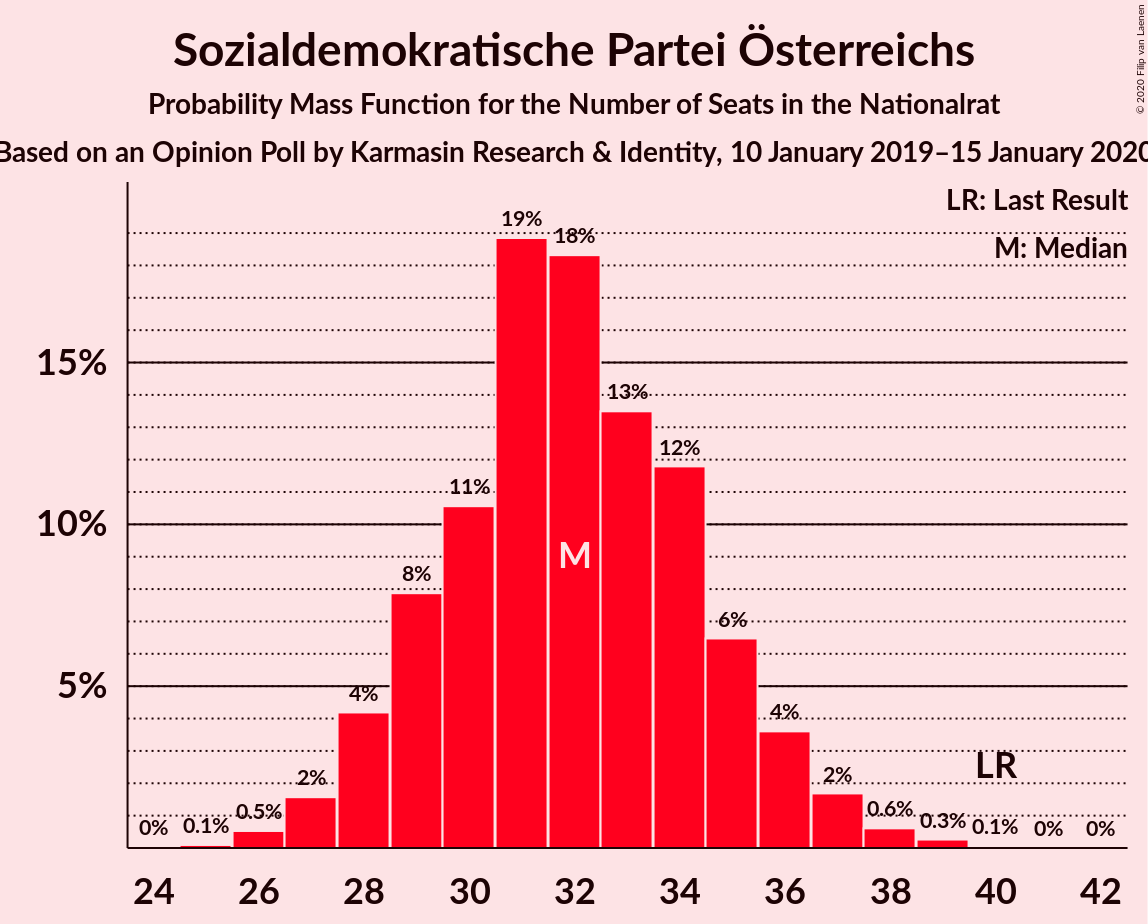 Sozialdemokratische Partei Österreichs
Probability Mass Function for the Number of Seats in the Nationalrat
Based on an Opinion Poll by Karmasin Research & Identity, 10 January 2019–15 January 2020
© 2020 Filip van Laenen
LR: Last Result
M: Median
15%
10%
5%
0%
0.1%
0.5%
2%
4%
8%
11%
19%
18%
13%
12%
6%
4%
2%
0.6%
0.3%
0.1%
0%
0%
M
LR
24 26 28 30 32 34 36 38 40 42